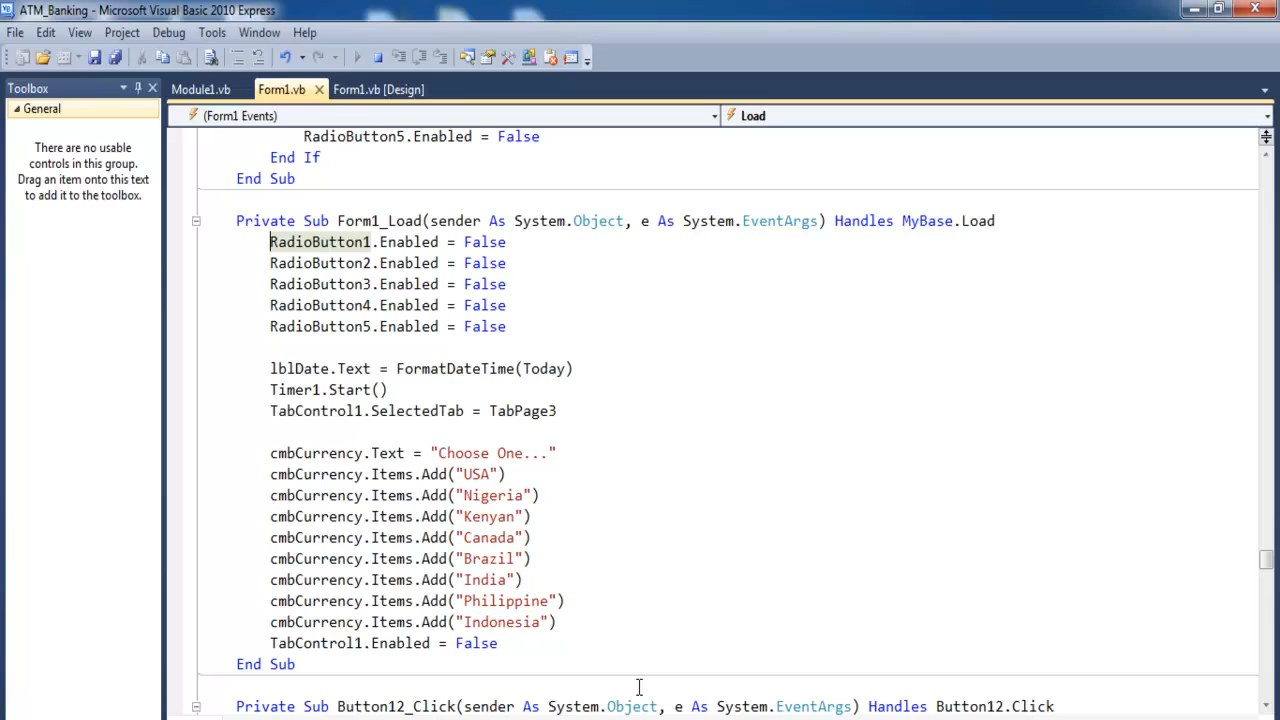 ATM_Banking - Microsoft Visual Basic 2010 Express
File Edit View Project Debug Tools Window Help
Toolbox
General
There are no usable
controls in this group.
Drag an item onto this text
to add it to the toolbox.
Module1.vb Form1.vb Form1.vb [Design]
(Form1 Events) Load
RadioButton5.Enabled = False
End If
End Sub
Private Sub Form1_Load(sender As System.Object, e As System.EventArgs) Handles MyBase.Load
RadioButton1.Enabled = False
RadioButton2.Enabled = False
RadioButton3.Enabled = False
RadioButton4.Enabled = False
RadioButton5.Enabled = False
lblDate.Text = FormatDateTime(Today)
Timer1.Start()
TabControl1.SelectedTab = TabPage3
cmbCurrency.Text = "Choose One..."
cmbCurrency.Items.Add("USA")
cmbCurrency.Items.Add("Nigeria")
cmbCurrency.Items.Add("Kenyan")
cmbCurrency.Items.Add("Canada")
cmbCurrency.Items.Add("Brazil")
cmbCurrency.Items.Add("India")
cmbCurrency.Items.Add("Philippine")
cmbCurrency.Items.Add("Indonesia")
TabControl1.Enabled = False
End Sub
Private Sub Button12_Click(sender As System.Object, e As System.EventArgs) Handles Button12.Click